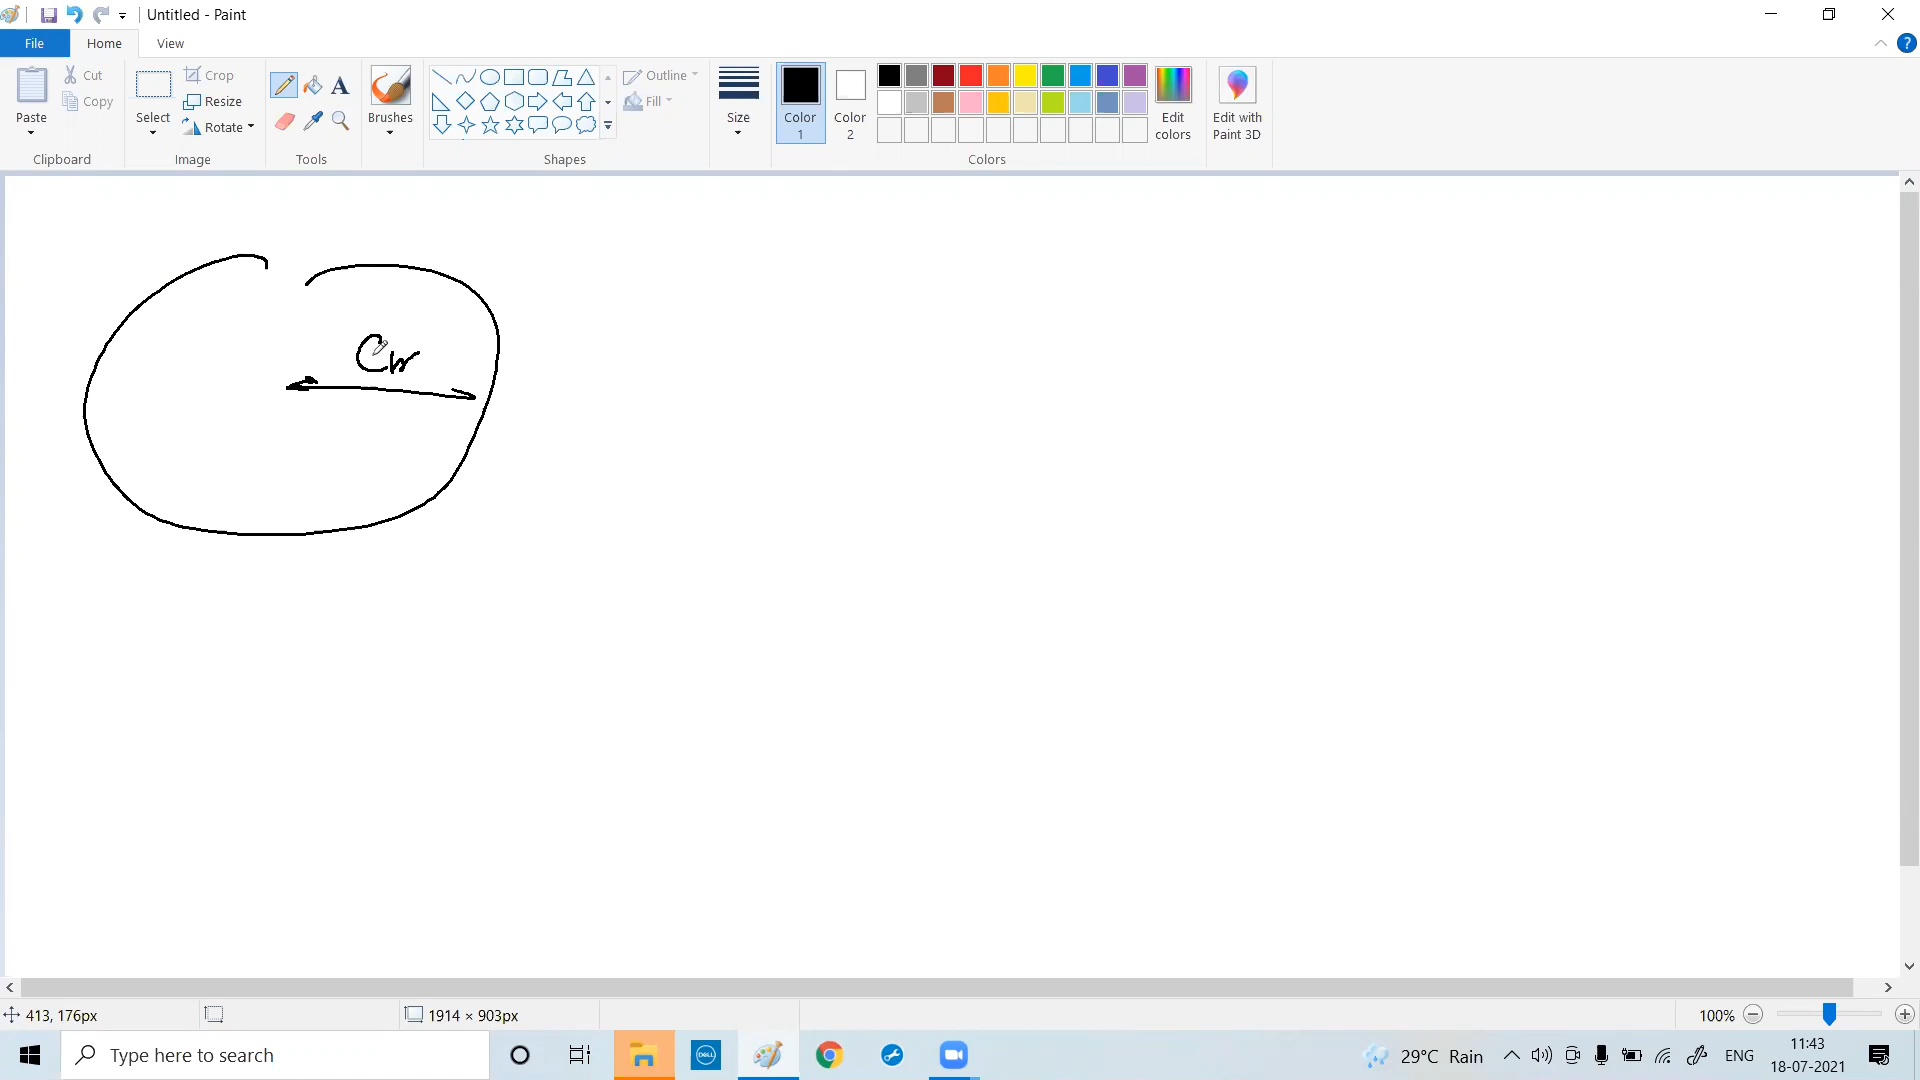 Untitled - Paint
File
Home
View
Paste
Cut
Copy
Clipboard
Select
Crop
Resize
Rotate
Image
Tools
Brushes
Shapes
Outline
Fill
Size
Color
1
Color
2
Colors
Edit
colors
Edit with
Paint 3D
413, 176px
1914 × 903px
100%
Type here to search
DELL
29°C Rain
ENG
11:43
18-07-2021